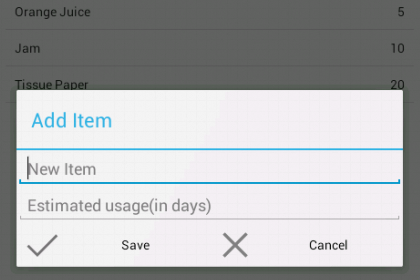 Orange Juice 5
Jam 10
Tissue Paper 20
Add Item
New Item
Estimated usage(in days)
Save Cancel